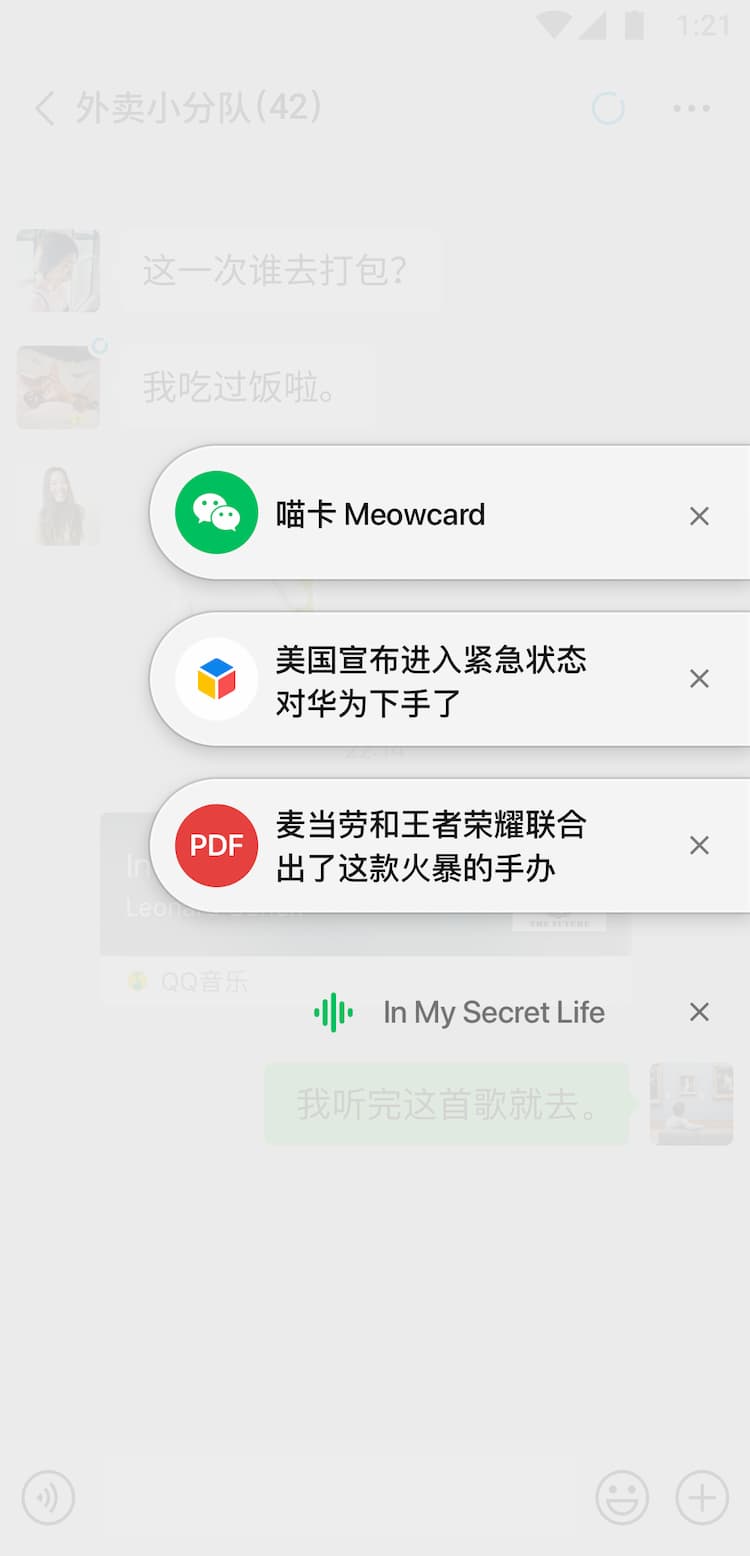 1:21
外卖小分队(42)
这一次谁去打包？
我吃过饭啦。
喵卡 Meowcard
美国宣布进入紧急状态
对华为下手了
PDF
麦当劳和王者荣耀联合
出了这款火暴的手办
In
THE FUTURE
QQ音乐
In My Secret Life
我听完这首歌就去。